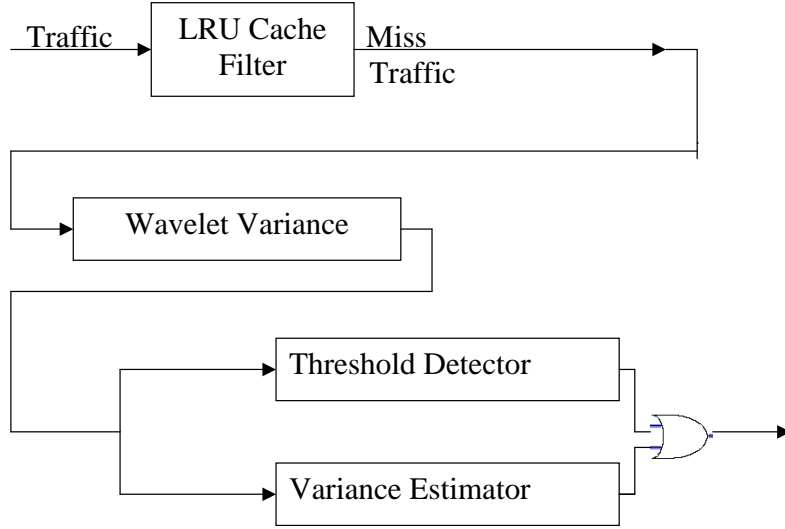 Traffic
LRU Cache
Filter
Miss
Traffic
Wavelet Variance
Threshold Detector
Variance Estimator